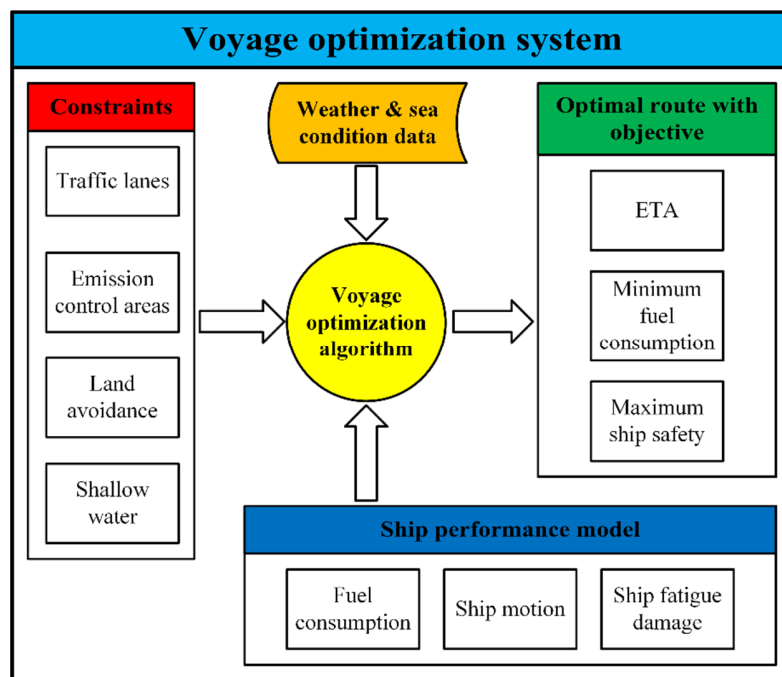 Voyage optimization system
Constraints
Traffic lanes
Emission
control areas
Land
avoidance
Shallow
water
Weather & sea
condition data
Voyage
optimization
algorithm
Optimal route with
objective
ETA
Minimum
fuel
consumption
Maximum
ship safety
Ship performance model
Fuel
consumption
Ship motion
Ship fatigue
damage